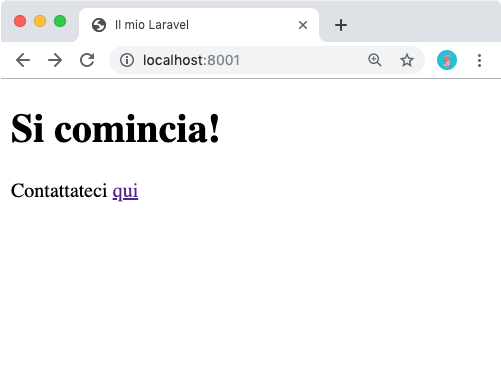 Il mio Laravel
localhost:8001
Si comincia!
Contattateci qui